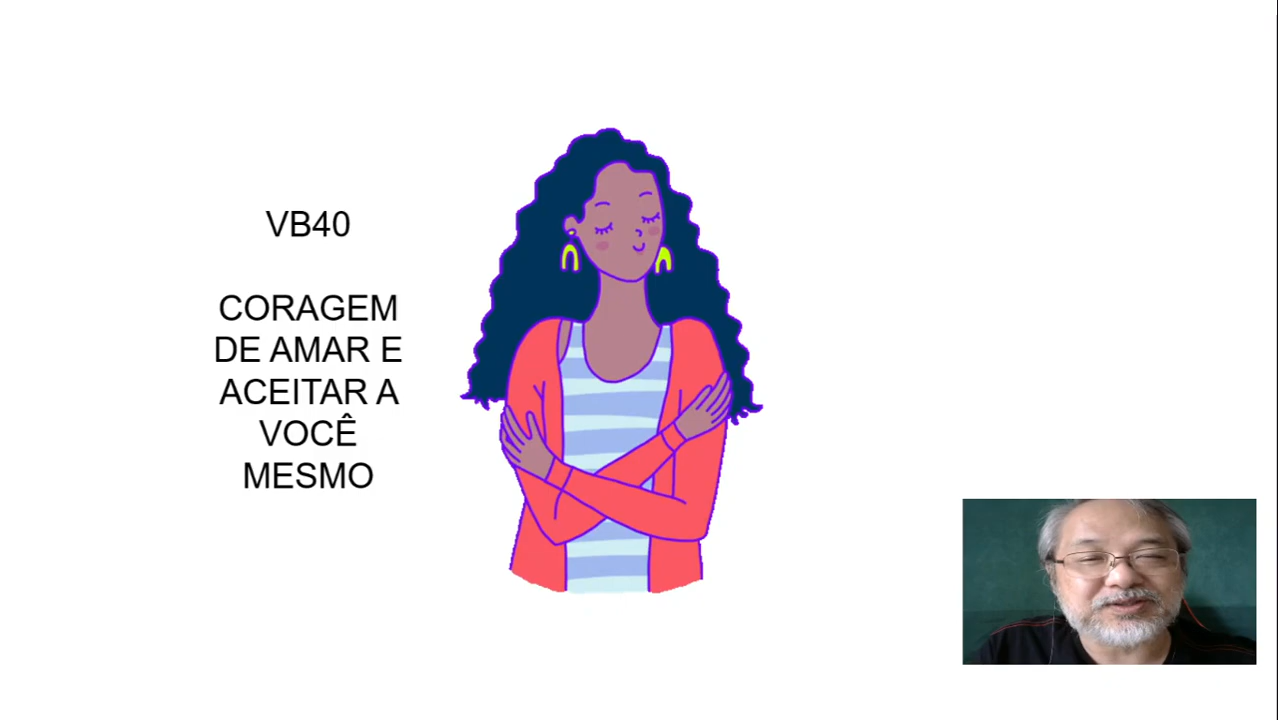 VB40
CORAGEM
DE AMAR E
ACEITAR A
VOCÊ
MESMO